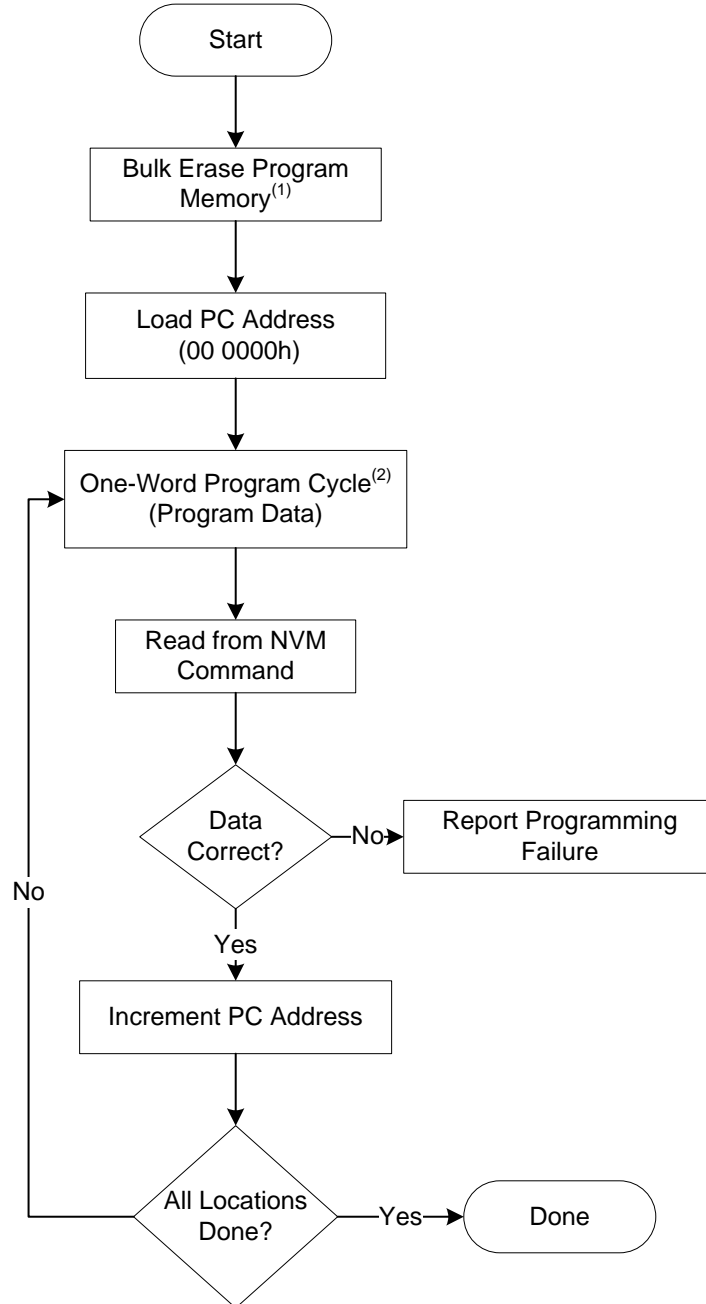 Start
Bulk Erase Program
Memory(1)
Load PC Address
(00 0000h)
One-Word Program Cycle(2)
(Program Data)
Read from NVM
Command
Data
Correct?
No
Report Programming
Failure
No
Yes
Increment PC Address
All Locations
Done?
Yes
Done